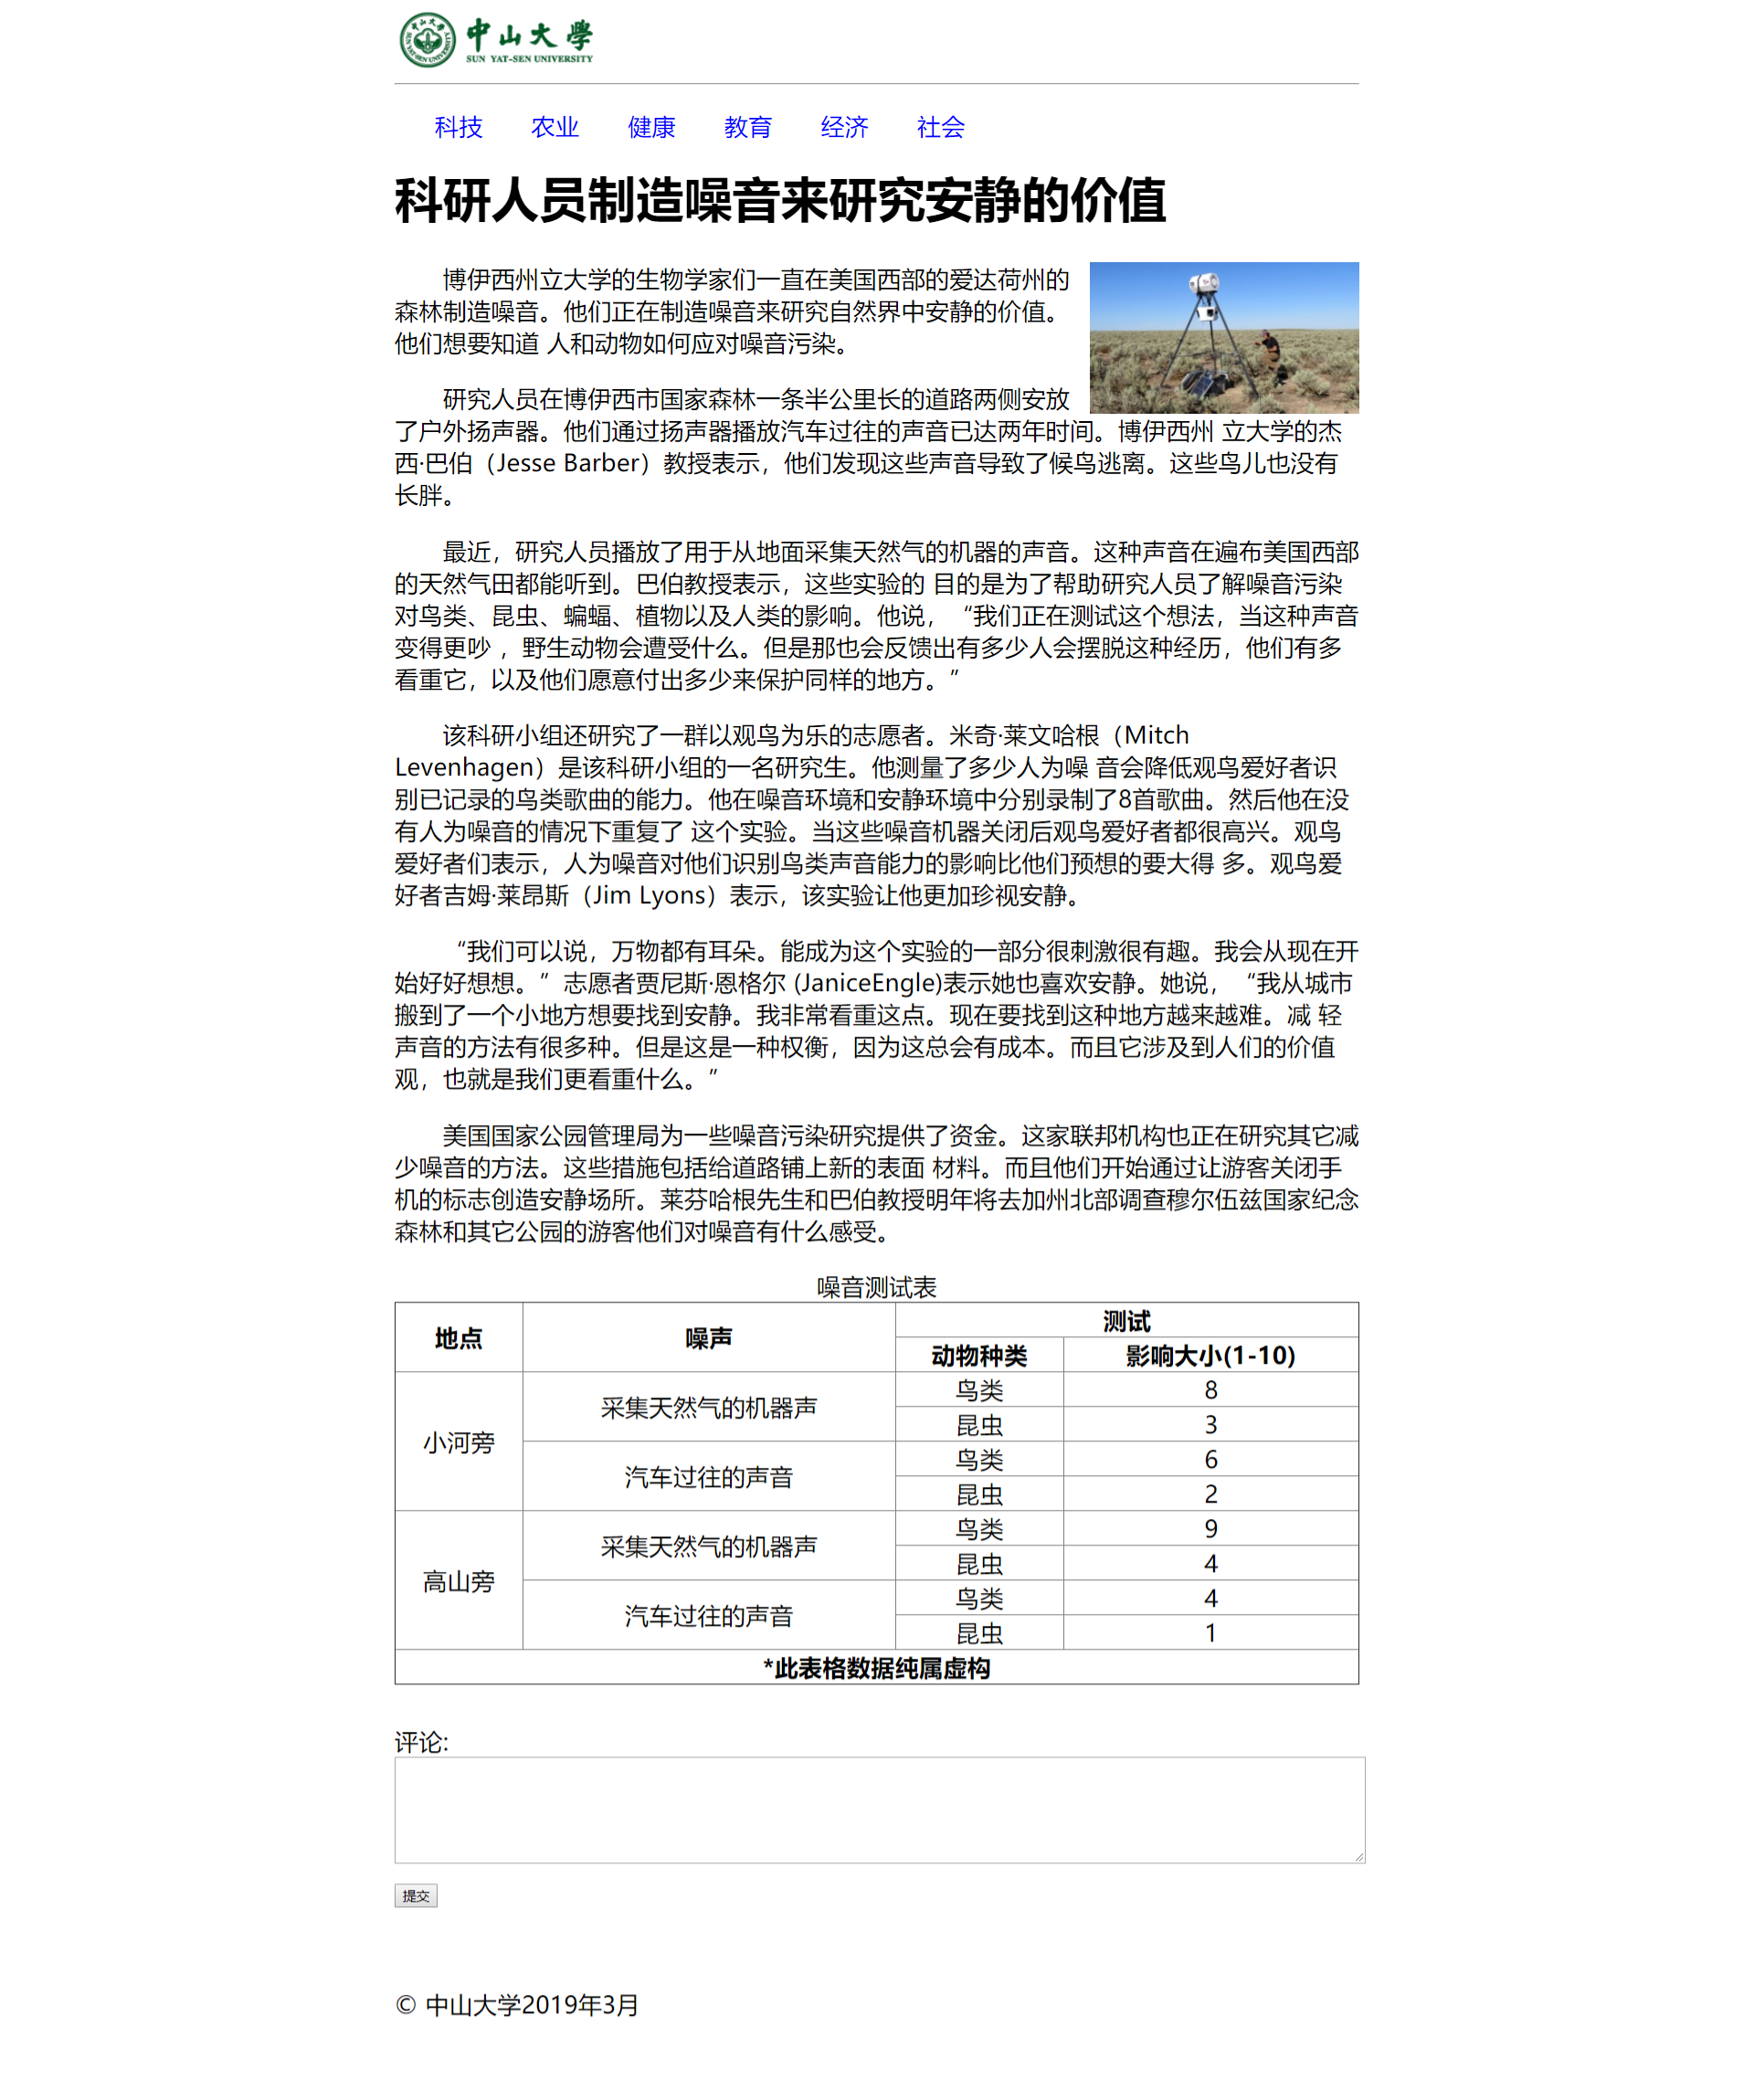 中山大學
SUN YAT-SEN UNIVERSITY
科技 农业 健康 教育 经济 社会
科研人员制造噪音来研究安静的价值
博伊西州立大学的生物学家们一直在美国西部的爱达荷州的
森林制造噪音。他们正在制造噪音来研究自然界中安静的价值。
他们想要知道 人和动物如何应对噪音污染。
研究人员在博伊西市国家森林一条半公里长的道路两侧安放
了户外扬声器。他们通过扬声器播放汽车过往的声音已达两年时间。博伊西州 立大学的杰
西·巴伯（Jesse Barber）教授表示，他们发现这些声音导致了候鸟逃离。这些鸟儿也没有
长胖。
最近，研究人员播放了用于从地面采集天然气的机器的声音。这种声音在遍布美国西部
的天然气田都能听到。巴伯教授表示，这些实验的 目的是为了帮助研究人员了解噪音污染
对鸟类、昆虫、蝙蝠、植物以及人类的影响。他说，“我们正在测试这个想法，当这种声音
变得更吵 ，野生动物会遭受什么。但是那也会反馈出有多少人会摆脱这种经历，他们有多
看重它，以及他们愿意付出多少来保护同样的地方。”
该科研小组还研究了一群以观鸟为乐的志愿者。米奇·莱文哈根（Mitch
Levenhagen）是该科研小组的一名研究生。他测量了多少人为噪 音会降低观鸟爱好者识
别已记录的鸟类歌曲的能力。他在噪音环境和安静环境中分别录制了8首歌曲。然后他在没
有人为噪音的情况下重复了 这个实验。当这些噪音机器关闭后观鸟爱好者都很高兴。观鸟
爱好者们表示，人为噪音对他们识别鸟类声音能力的影响比他们预想的要大得 多。观鸟爱
好者吉姆·莱昂斯（Jim Lyons）表示，该实验让他更加珍视安静。
“我们可以说，万物都有耳朵。能成为这个实验的一部分很刺激很有趣。我会从现在开
始好好想想。”志愿者贾尼斯·恩格尔 (JaniceEngle)表示她也喜欢安静。她说，“我从城市
搬到了一个小地方想要找到安静。我非常看重这点。现在要找到这种地方越来越难。减 轻
声音的方法有很多种。但是这是一种权衡，因为这总会有成本。而且它涉及到人们的价值
观，也就是我们更看重什么。”
美国国家公园管理局为一些噪音污染研究提供了资金。这家联邦机构也正在研究其它减
少噪音的方法。这些措施包括给道路铺上新的表面 材料。而且他们开始通过让游客关闭手
机的标志创造安静场所。莱芬哈根先生和巴伯教授明年将去加州北部调查穆尔伍兹国家纪念
森林和其它公园的游客他们对噪音有什么感受。
噪音测试表
地点 噪声 测试
动物种类 影响大小(1-10)
小河旁 采集天然气的机器声 鸟类 8
昆虫 3
汽车过往的声音 鸟类 6
昆虫 2
高山旁 采集天然气的机器声 鸟类 9
昆虫 4
汽车过往的声音 鸟类 4
昆虫 1
*此表格数据纯属虚构
评论:
提交
© 中山大学2019年3月